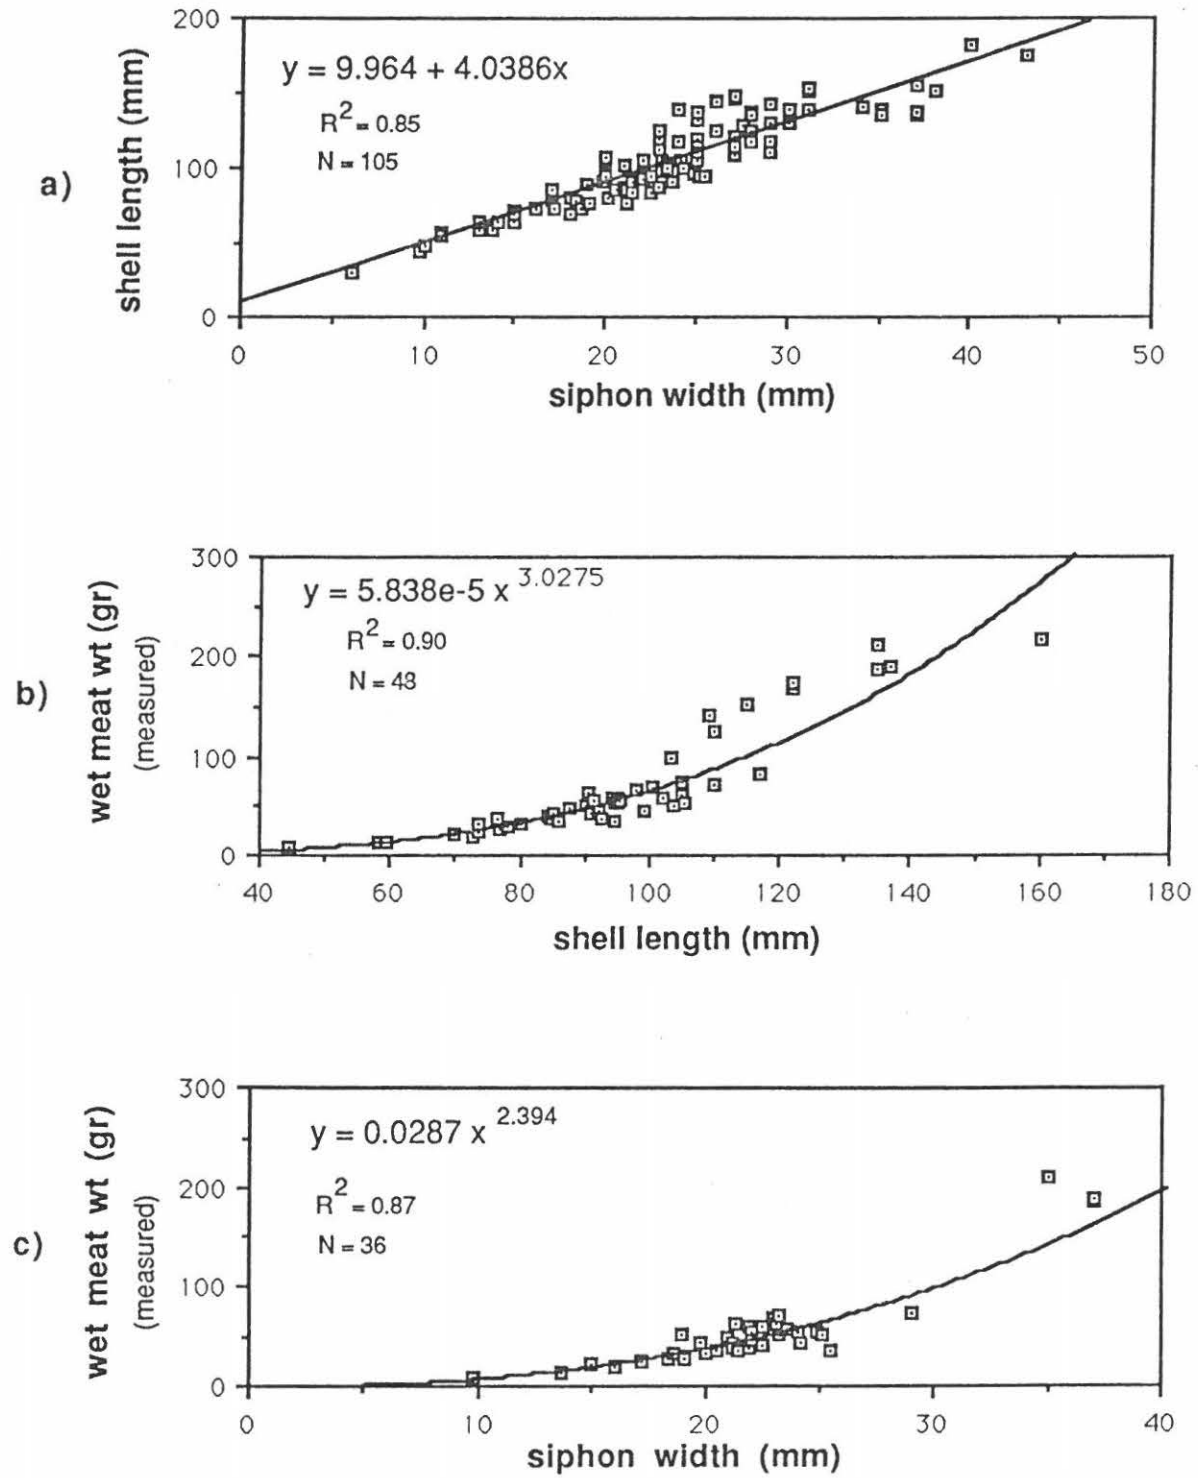 a)
shell length (mm)
200
100
0
y = 9.964 + 4.0386x
R2 = 0.85
N = 105
0 10 20 30 40 50
siphon width (mm)
b)
wet meat wt (gr)
(measured)
300
200
100
0
y = 5.838e-5 x 3.0275
R2 = 0.90
N = 48
40 60 80 100 120 140 160 180
shell length (mm)
c)
wet meat wt (gr)
(measured)
300
200
100
0
y = 0.0287 x 2.394
R2 = 0.87
N = 36
0 10 20 30 40
siphon width (mm)